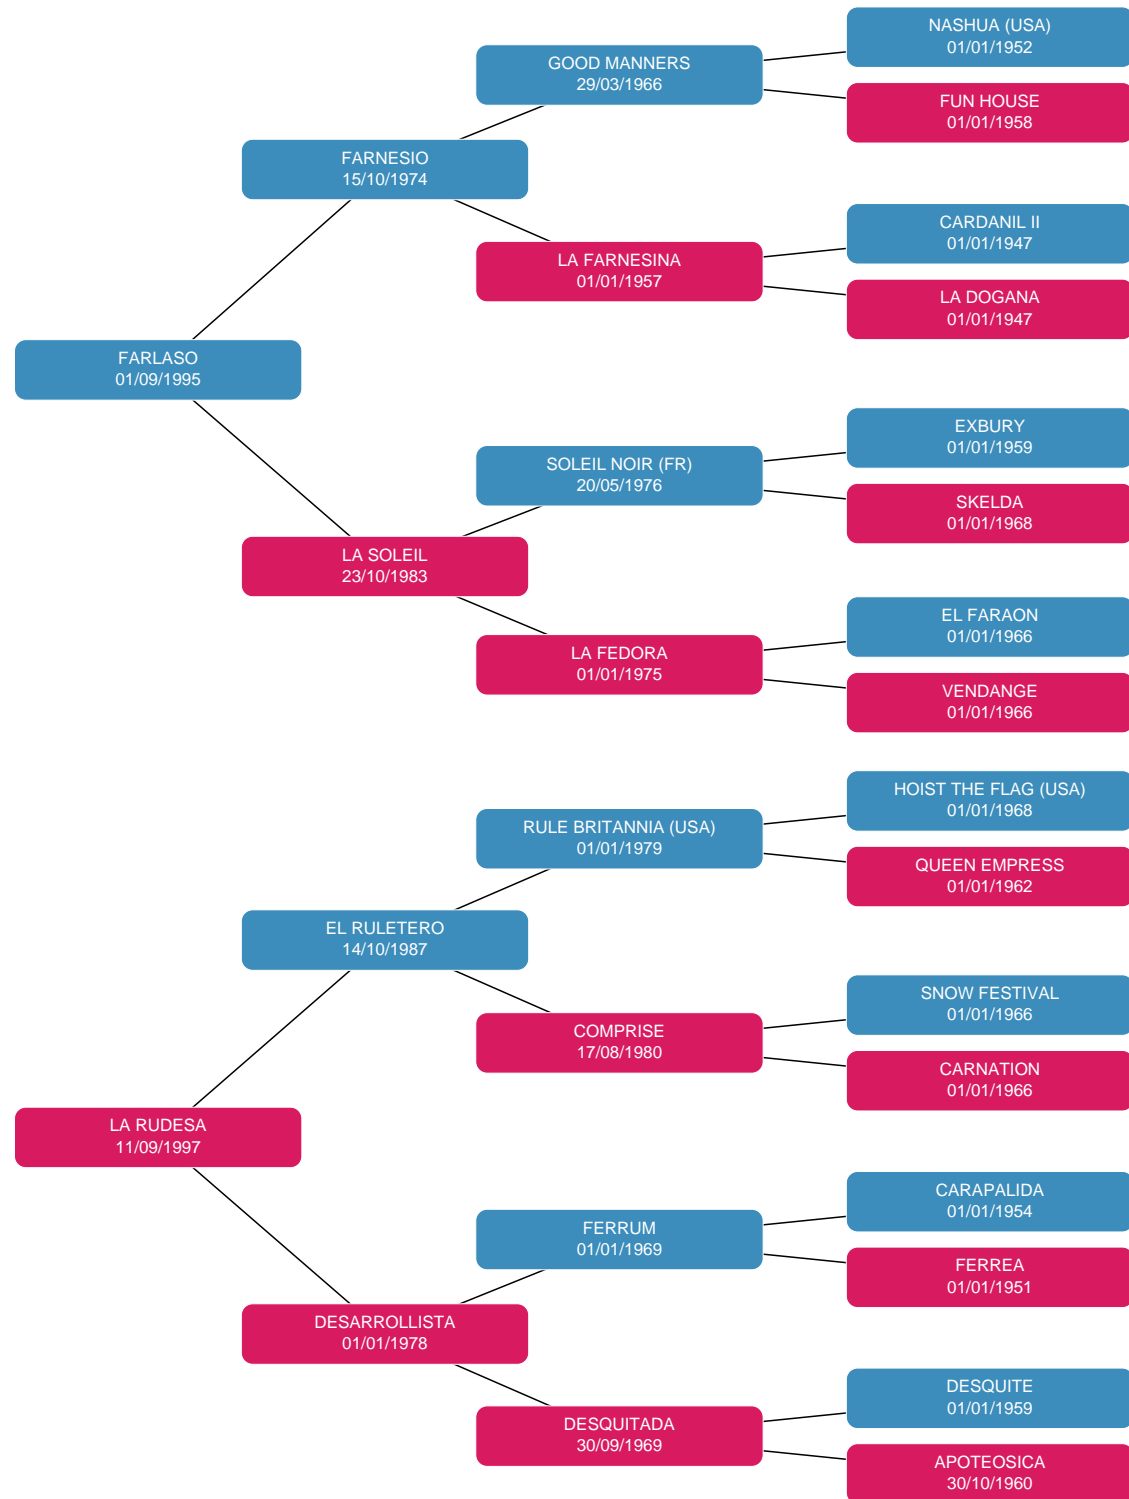 NASHUA (USA)
01/01/1952
GOOD MANNERS
29/03/1966
FUN HOUSE
01/01/1958
FARNESIO
15/10/1974
CARDANIL II
01/01/1947
LA FARNESINA
01/01/1957
LA DOGANA
01/01/1947
FARLASO
01/09/1995
EXBURY
01/01/1959
SOLEIL NOIR (FR)
20/05/1976
SKELDA
01/01/1968
LA SOLEIL
23/10/1983
EL FARAON
01/01/1966
LA FEDORA
01/01/1975
VENDANGE
01/01/1966
HOIST THE FLAG (USA)
01/01/1968
RULE BRITANNIA (USA)
01/01/1979
QUEEN EMPRESS
01/01/1962
EL RULETERO
14/10/1987
SNOW FESTIVAL
01/01/1966
COMPRISE
17/08/1980
CARNATION
01/01/1966
LA RUDESA
11/09/1997
CARAPALIDA
01/01/1954
FERRUM
01/01/1969
FERREA
01/01/1951
DESARROLLISTA
01/01/1978
DESQUITE
01/01/1959
DESQUITADA
30/09/1969
APOTEOSICA
30/10/1960